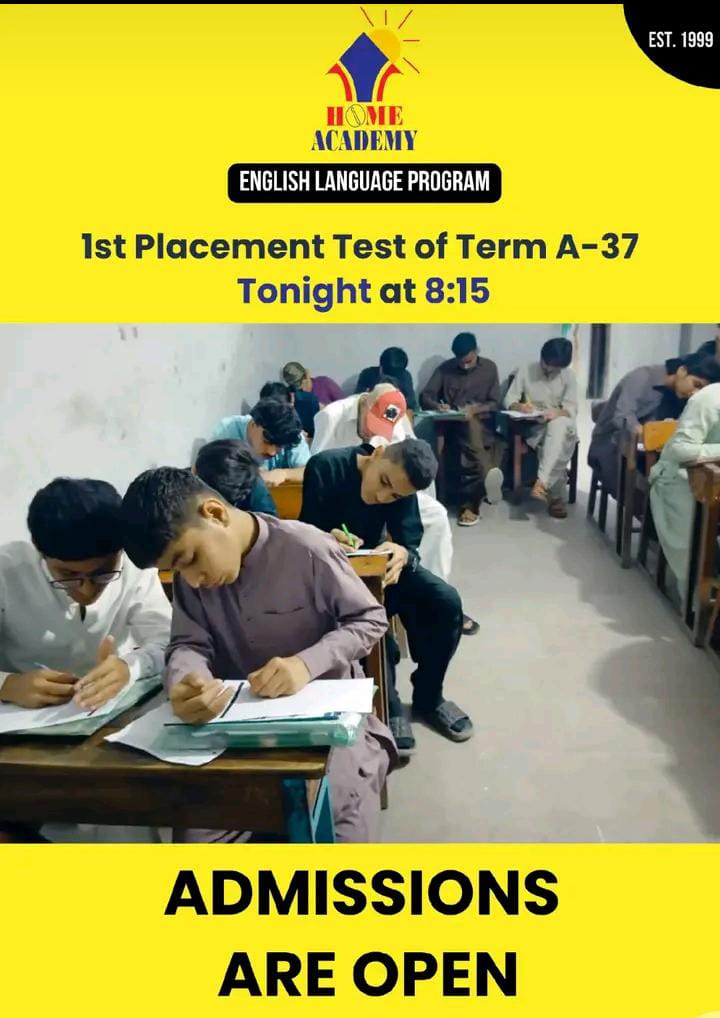 EST. 1999
HOME
ACADEMY
ENGLISH LANGUAGE PROGRAM
1st Placement Test of Term A-37
Tonight at 8:15
ADMISSIONS
ARE OPEN